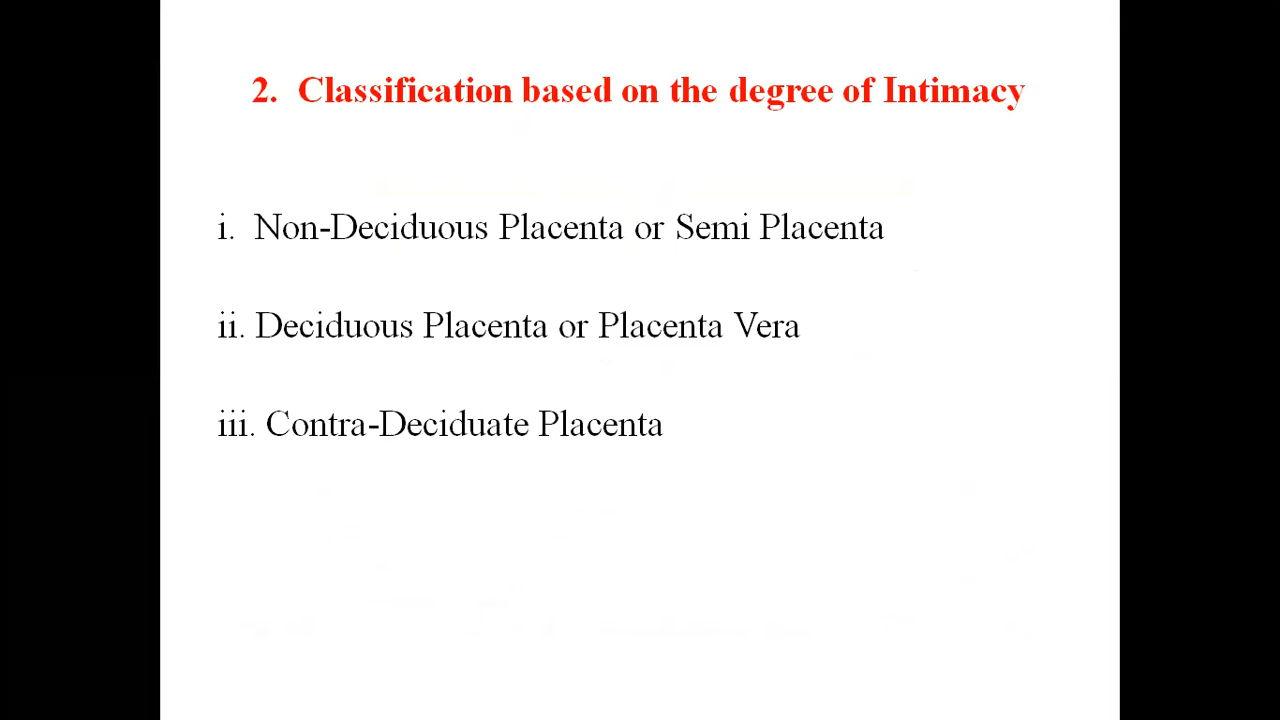 2. Classification based on the degree of Intimacy
i. Non-Deciduous Placenta or Semi Placenta
ii. Deciduous Placenta or Placenta Vera
iii. Contra-Deciduate Placenta